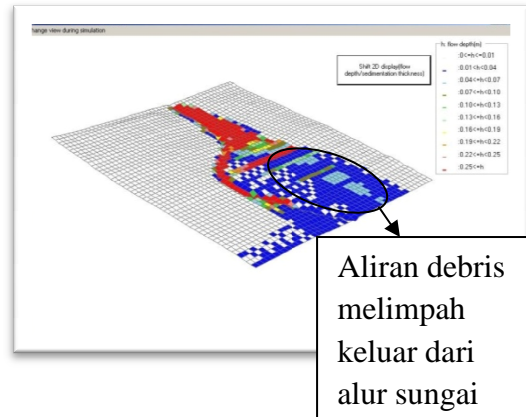 hange view during simulation
h: flow depth(m)
Shift 2D display(flow
depth/sedimentation thickness)
:0<=h<=0.01
:0.01<h<0.04
:0.04<=h<0.07
:0.07<=h<0.10
:0.10<=h<0.13
:0.13<=h<0.16
:0.16<=h<0.19
:0.19<=h<0.22
:0.22<=h<0.25
:0.25<=h
Aliran debris
melimpah
keluar dari
alur sungai